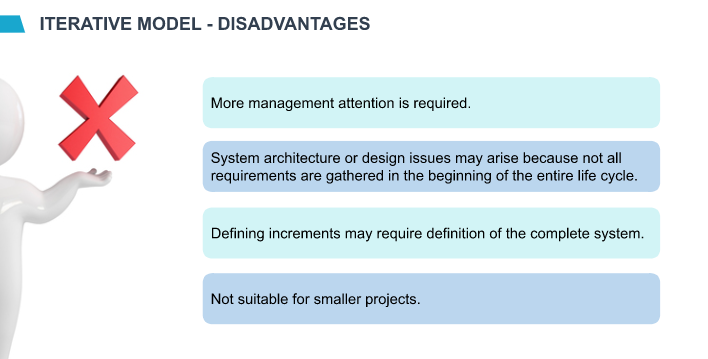 ITERATIVE MODEL - DISADVANTAGES
More management attention is required.
System architecture or design issues may arise because not all
requirements are gathered in the beginning of the entire life cycle.
Defining increments may require definition of the complete system.
Not suitable for smaller projects.